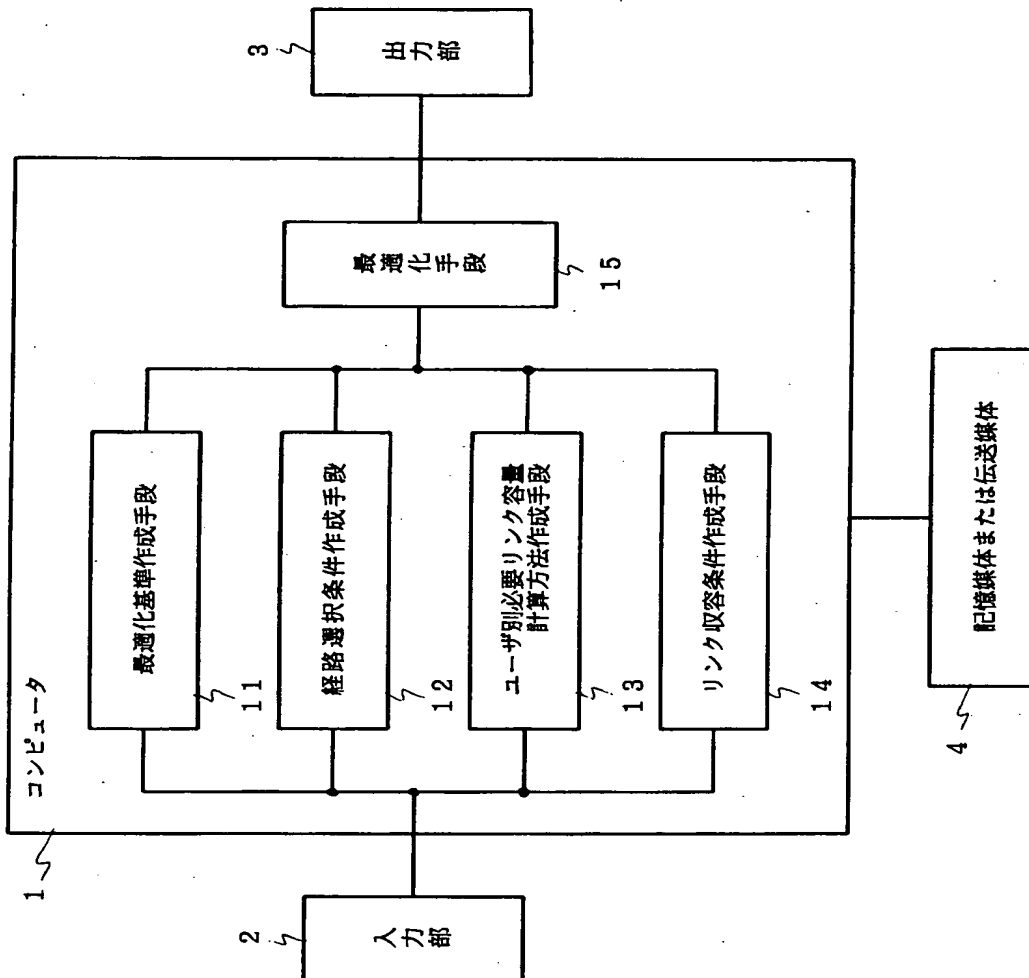 コンピュータ
1
2
入力部
最適化基準作成手段
11
経路選択条件作成手段
12
ユーザ別必要リンク容量
計算方法作成手段
13
リンク収容条件作成手段
14
最適化手段
15
3
出力部
4
記憶媒体または伝送媒体